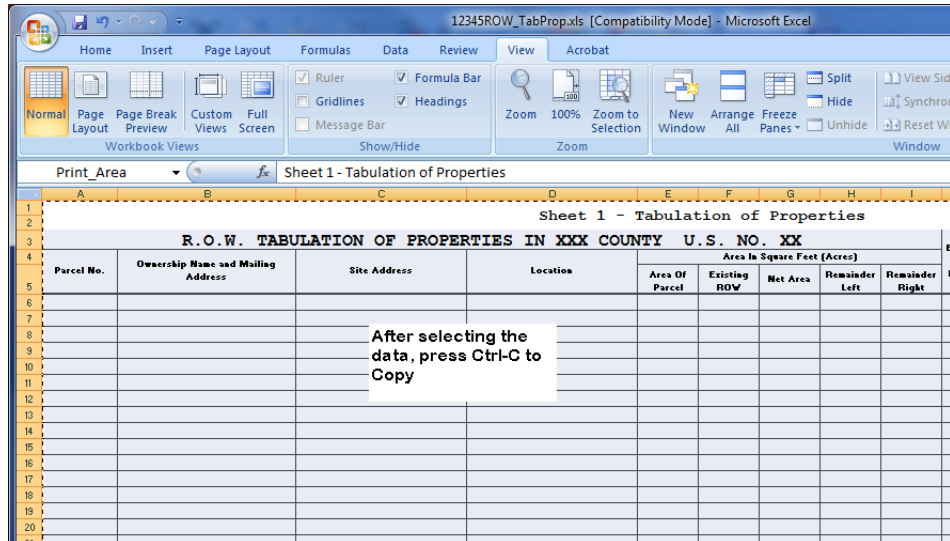 12345ROW_TabProp.xls [Compatibility Mode] - Microsoft Excel
Home Insert Page Layout Formulas Data Review View Acrobat
Normal Page Layout Page Break Preview Custom Views Full Screen
Workbook Views
Ruler Formula Bar
Gridlines Headings
Message Bar
Show/Hide
Zoom 100% Zoom to Selection
Zoom
New Window Arrange All Freeze Panes
Split
Hide
Unhide
View Sid
Synchro
Reset W
Window
Print_Area fx Sheet 1 - Tabulation of Properties
A B C D E F G H I
1
2 Sheet 1 - Tabulation of Properties
3 R.O.W. TABULATION OF PROPERTIES IN XXX COUNTY U.S. NO. XX
4 Area In Square Feet (Acres)
Parcel No. Ownership Name and Mailing Address Site Address Location
5 Area Of Parcel Existing ROW Net Area Remainder Left Remainder Right
6
7
8
9
10
11
12
13
14
15
16
17
18
19
20
After selecting the
data, press Ctrl-C to
Copy